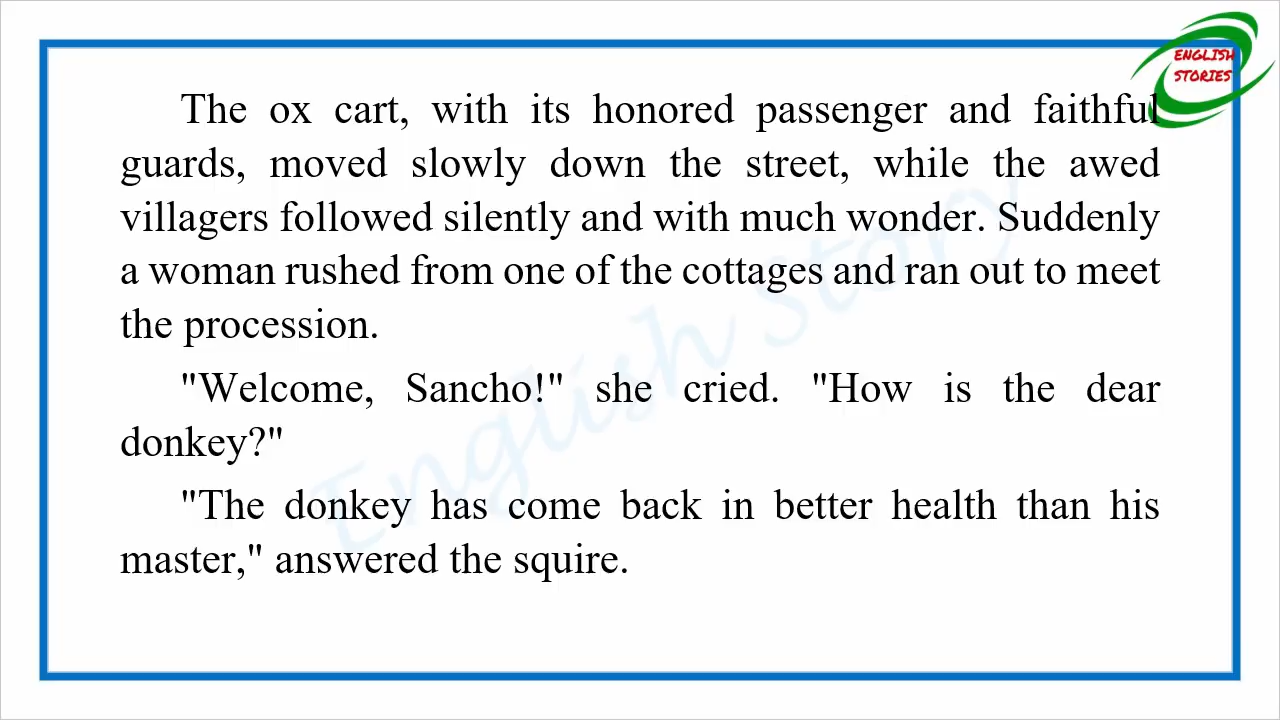 ENGLISH
STORIES
The ox cart, with its honored passenger and faithful
guards, moved slowly down the street, while the awed
villagers followed silently and with much wonder. Suddenly
a woman rushed from one of the cottages and ran out to meet
the procession.
"Welcome, Sancho!" she cried. "How is the dear
donkey?"
"The donkey has come back in better health than his
master," answered the squire.
English Story